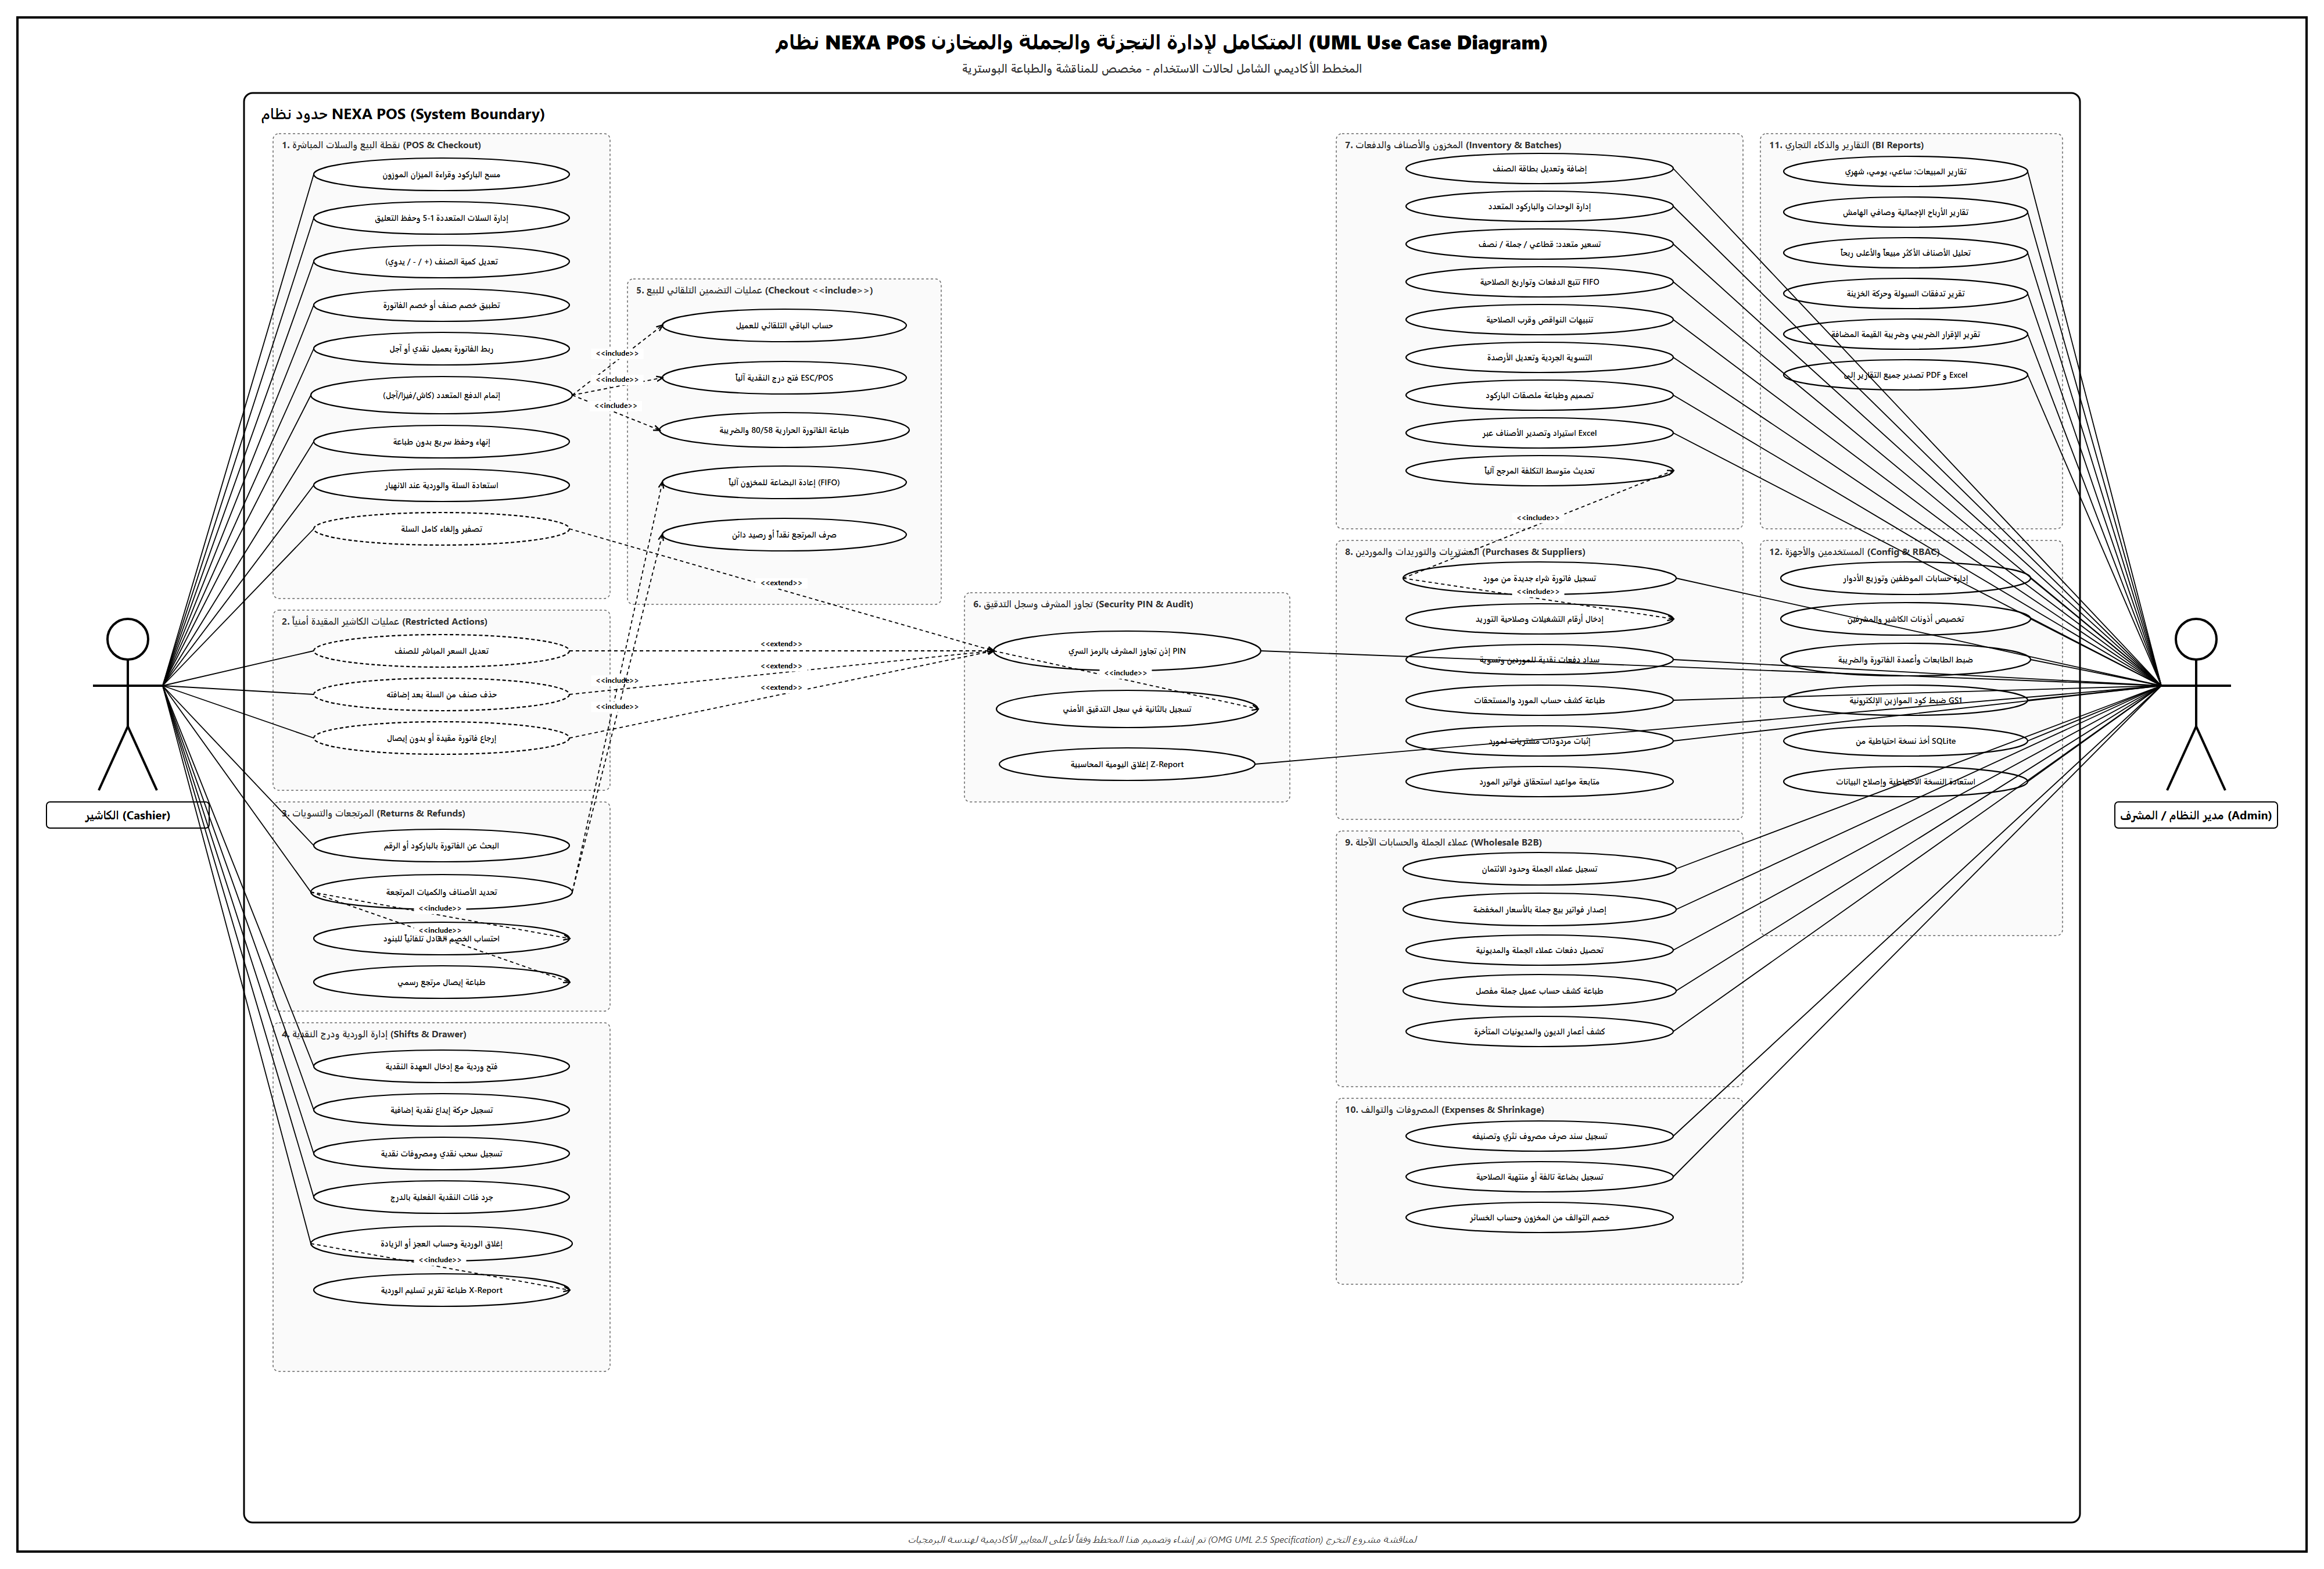 نظام NEXA POS المتكامل لإدارة التجزئة والجملة والمخازن (UML Use Case Diagram)
المخطط الأكاديمي الشامل لحالات الاستخدام - مخصص للمناقشة والطباعة البوسترية
حدود نظام NEXA POS (System Boundary)
1. نقطة البيع والسلات المباشرة (POS & Checkout)
مسح الباركود وقراءة الميزان الموزون
إدارة السلات المتعددة 1-5 وحفظ التعليق
تعديل كمية الصنف (+ / - / يدوي)
تطبيق خصم صنف أو خصم الفاتورة
ربط الفاتورة بعميل نقدي أو آجل
إتمام الدفع المتعدد (كاش/فيزا/آجل)
إنهاء وحفظ سريع بدون طباعة
استعادة السلة والوردية عند الانهيار
تصفير وإلغاء كامل السلة
2. عمليات الكاشير المقيدة أمنياً (Restricted Actions)
تعديل السعر المباشر للصنف
حذف صنف من السلة بعد إضافته
إرجاع فاتورة مقيدة أو بدون إيصال
3. المرتجعات والتسويات (Returns & Refunds)
البحث عن الفاتورة بالباركود أو الرقم
تحديد الأصناف والكميات المرتجعة
<<include>>
<<include>>
احتساب الخصم العادل تلقائياً للبنود
طباعة إيصال مرتجع رسمي
4. إدارة الوردية ودرج النقدية (Shifts & Drawer)
فتح وردية مع إدخال العهدة النقدية
تسجيل حركة إيداع نقدية إضافية
تسجيل سحب نقدي ومصروفات نقدية
جرد فئات النقدية الفعلية بالدرج
إغلاق الوردية وحساب العجز أو الزيادة
<<include>>
طباعة تقرير تسليم الوردية X-Report
5. عمليات التضمين التلقائي للبيع (Checkout <<include>>)
حساب الباقي التلقائي للعميل
<<include>>
فتح درج النقدية آلياً ESC/POS
<<include>>
<<include>>
طباعة الفاتورة الحرارية 80/58 والضريبة
إعادة البضاعة للمخزون آلياً (FIFO)
صرف المرتجع نقداً أو رصيد دائن
<<extend>>
<<extend>>
<<extend>>
<<include>>
<<extend>>
<<include>>
6. تجاوز المشرف وسجل التدقيق (Security PIN & Audit)
إذن تجاوز المشرف بالرمز السري PIN
<<include>>
تسجيل بالثانية في سجل التدقيق الأمني
إغلاق اليومية المحاسبية Z-Report
7. المخزون والأصناف والدفعات (Inventory & Batches)
إضافة وتعديل بطاقة الصنف
إدارة الوحدات والباركود المتعدد
تسعير متعدد: قطاعي / جملة / نصف
تتبع الدفعات وتواريخ الصلاحية FIFO
تنبيهات النواقص وقرب الصلاحية
التسوية الجردية وتعديل الأرصدة
تصميم وطباعة ملصقات الباركود
استيراد وتصدير الأصناف عبر Excel
تحديث متوسط التكلفة المرجح آلياً
<<include>>
8. المشتريات والتوريدات والموردين (Purchases & Suppliers)
تسجيل فاتورة شراء جديدة من مورد
<<include>>
إدخال أرقام التشغيلات وصلاحية التوريد
سداد دفعات نقدية للموردين وتسوية
طباعة كشف حساب المورد والمستحقات
إثبات مردودات مشتريات لمورد
متابعة مواعيد استحقاق فواتير المورد
9. عملاء الجملة والحسابات الآجلة (Wholesale B2B)
تسجيل عملاء الجملة وحدود الائتمان
إصدار فواتير بيع جملة بالأسعار المخفضة
تحصيل دفعات عملاء الجملة والمديونية
طباعة كشف حساب عميل جملة مفصل
كشف أعمار الديون والمديونيات المتأخرة
10. المصروفات والتوالف (Expenses & Shrinkage)
تسجيل سند صرف مصروف نثري وتصنيفه
تسجيل بضاعة تالفة أو منتهية الصلاحية
خصم التوالف من المخزون وحساب الخسائر
11. التقارير والذكاء التجاري (BI Reports)
تقارير المبيعات: ساعي، يومي، شهري
تقارير الأرباح الإجمالية وصافي الهامش
تحليل الأصناف الأكثر مبيعاً والأعلى ربحاً
تقرير تدفقات السيولة وحركة الخزينة
تقرير الإقرار الضريبي وضريبة القيمة المضافة
تصدير جميع التقارير إلى PDF و Excel
12. المستخدمين والأجهزة (Config & RBAC)
إدارة حسابات الموظفين وتوزيع الأدوار
تخصيص أذونات الكاشير والمشرفين
ضبط الطابعات وأعمدة الفاتورة والضريبة
ضبط كود الموازين الإلكترونية GS1
أخذ نسخة احتياطية من SQLite
استعادة النسخة الاحتياطية وإصلاح البيانات
الكاشير (Cashier)
مدير النظام / المشرف (Admin)
تم إنشاء وتصميم هذا المخطط وفقاً لأعلى المعايير الأكاديمية لهندسة البرمجيات (OMG UML 2.5 Specification) لمناقشة مشروع التخرج